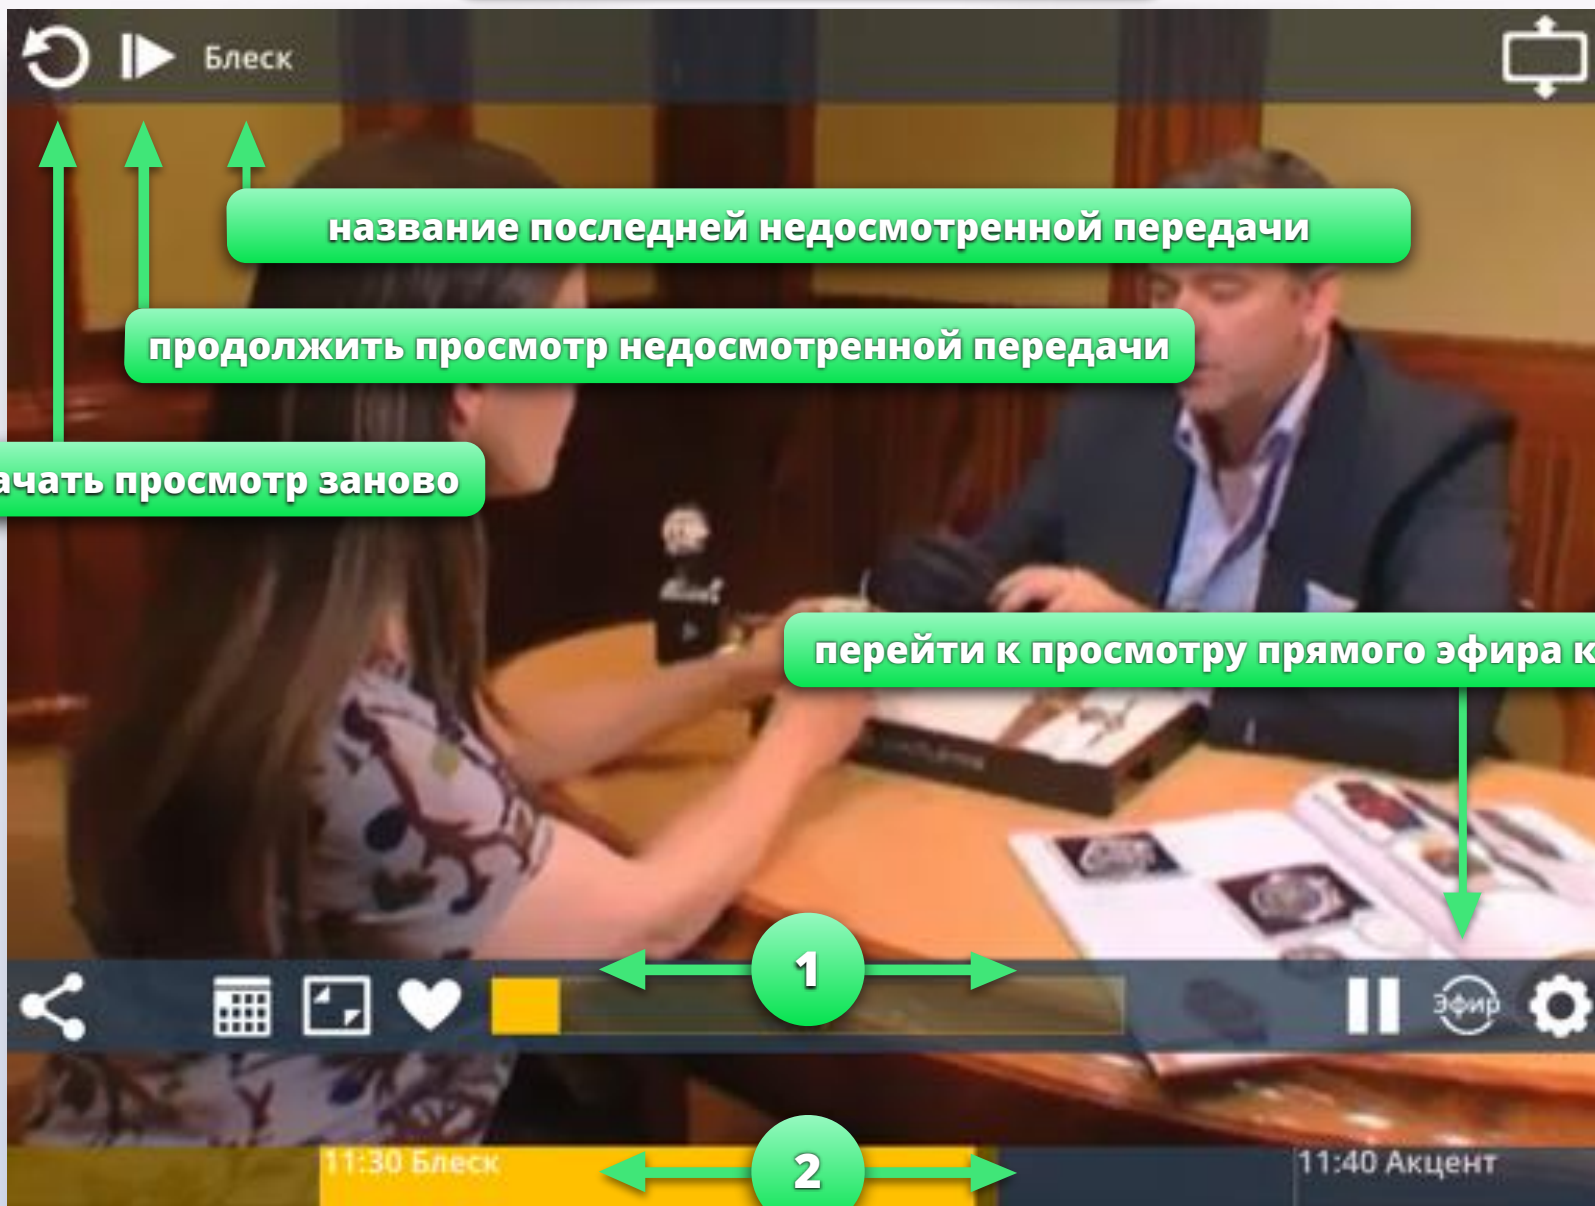 Блеск
название последней недосмотренной передачи
продолжить просмотр недосмотренной передачи
ачать просмотр заново
перейти к просмотру прямого эфира к
1
Эфир
2
11:30 Блеск
11:40 Акцент